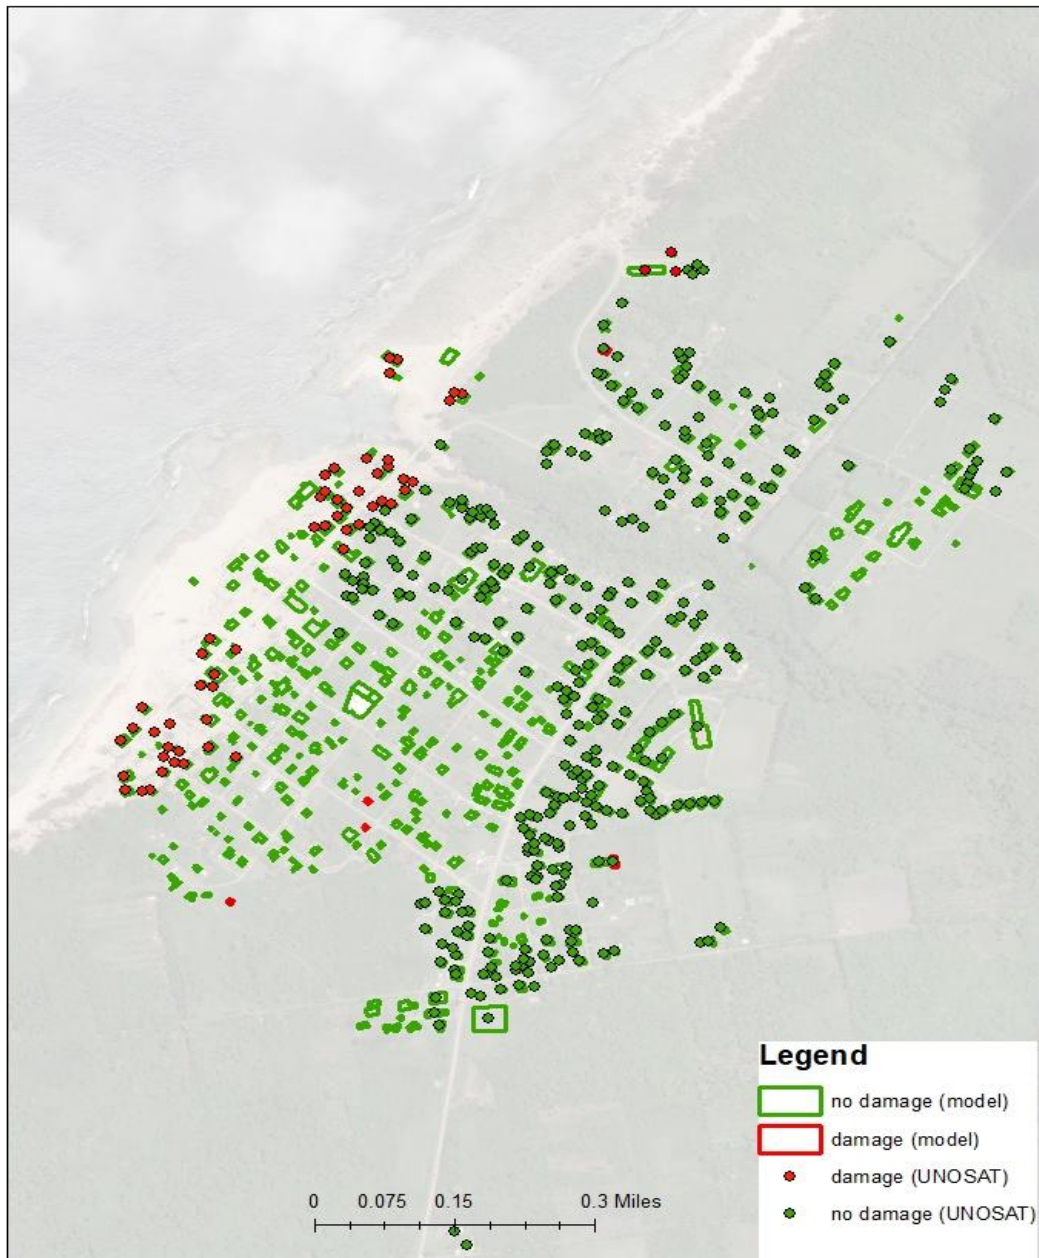 Legend
no damage (model)
damage (model)
damage (UNOSAT)
no damage (UNOSAT)
0 0.075 0.15 0.3 Miles